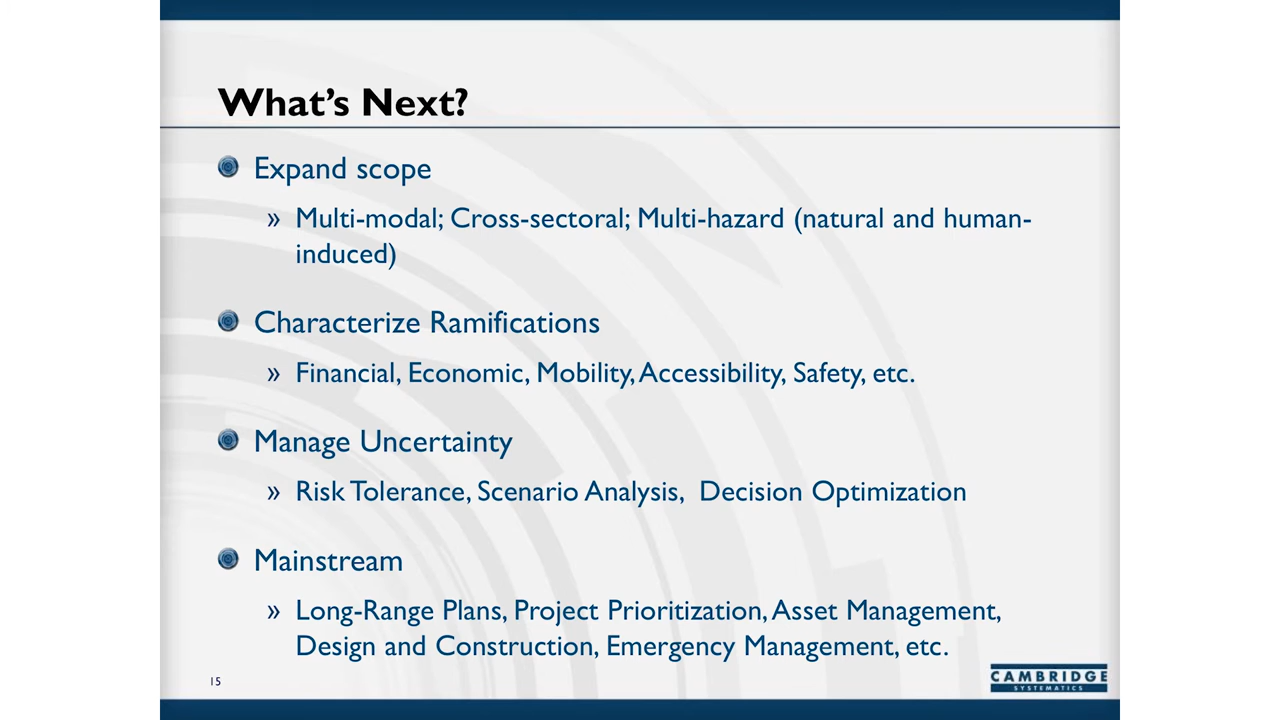 What's Next?
Expand scope
» Multi-modal; Cross-sectoral; Multi-hazard (natural and human-
induced)
Characterize Ramifications
» Financial, Economic, Mobility, Accessibility, Safety, etc.
Manage Uncertainty
» Risk Tolerance, Scenario Analysis, Decision Optimization
Mainstream
» Long-Range Plans, Project Prioritization, Asset Management,
Design and Construction, Emergency Management, etc.
15
CAMBRIDGE
SYSTEMATICS